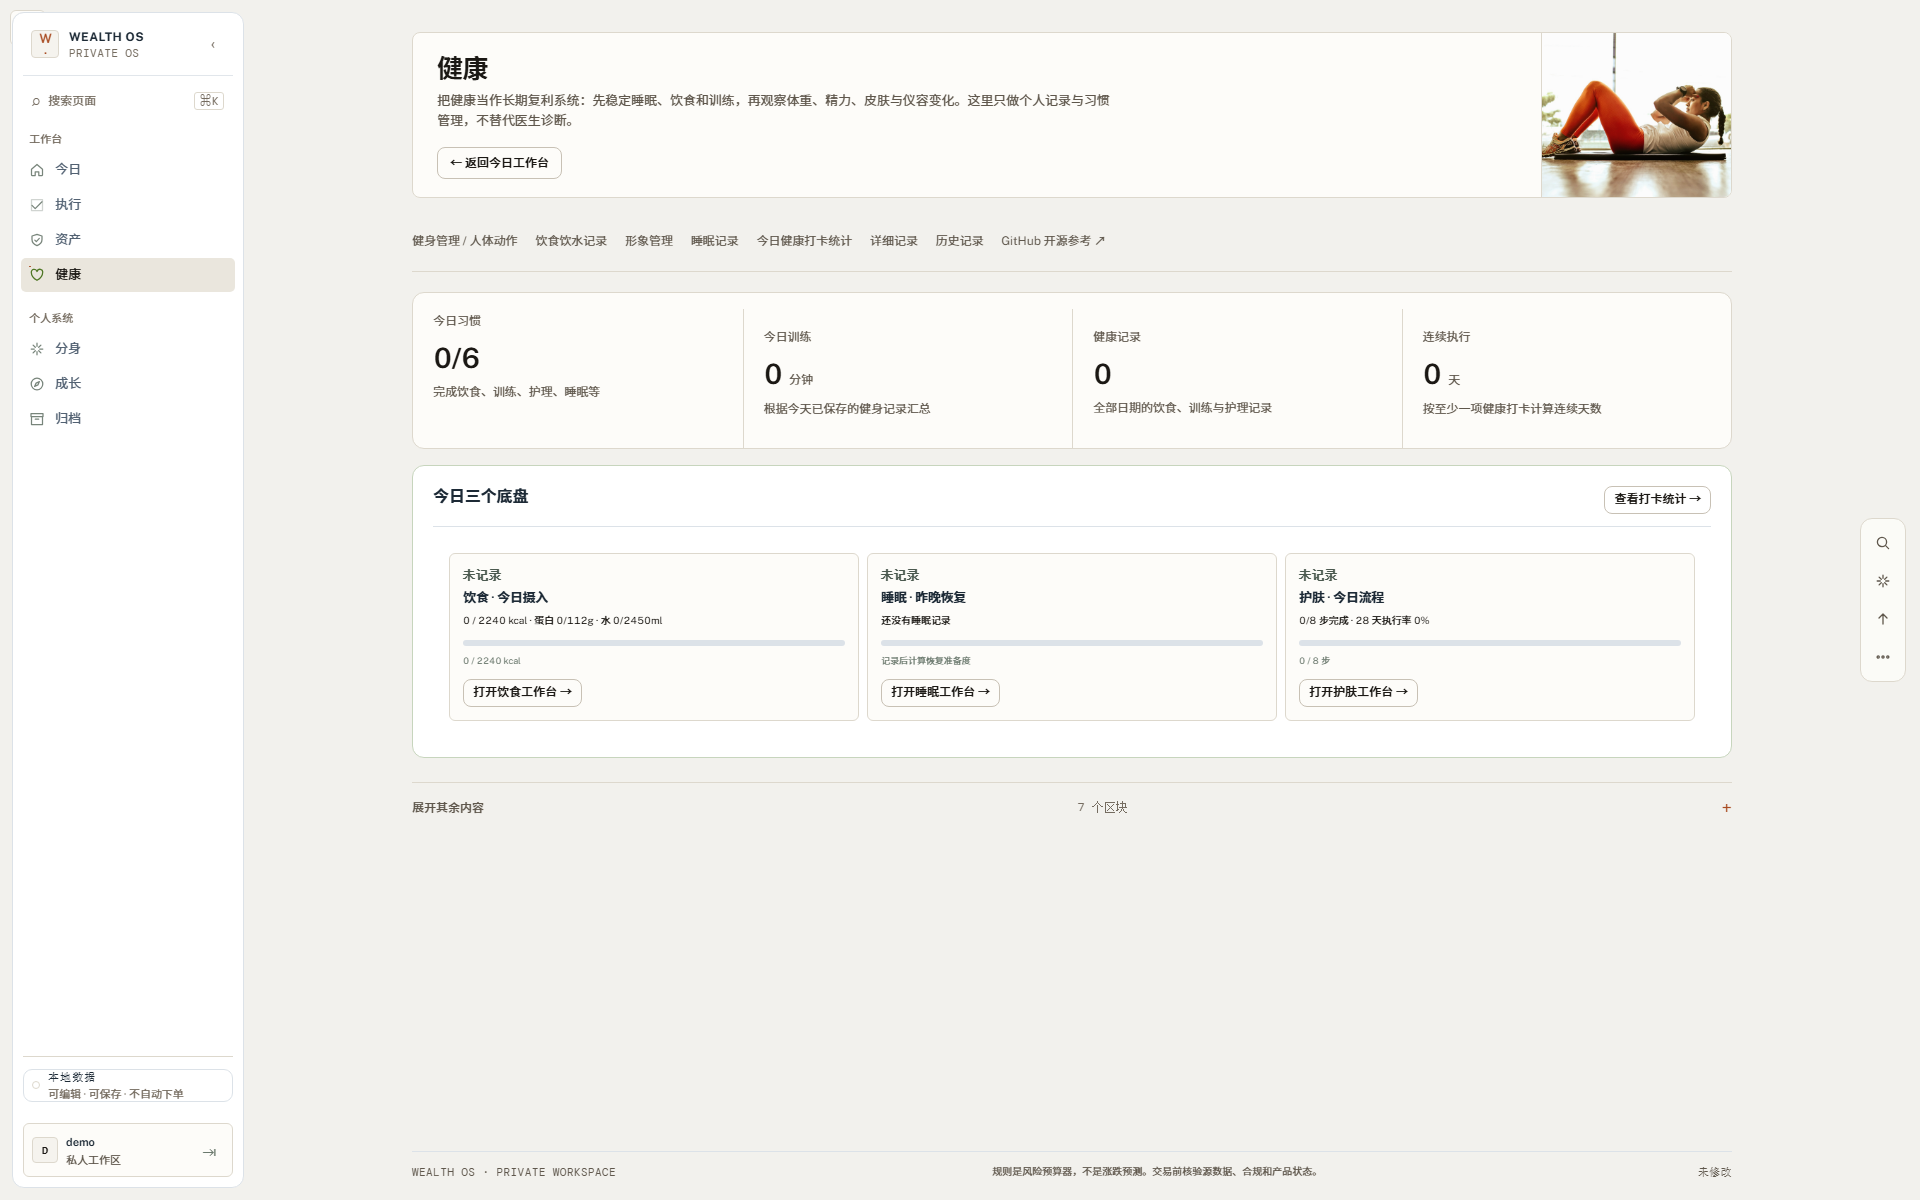 W
.
WEALTH OS
PRIVATE OS
‹
搜索页面
⌘K
工作台
今日
执行
资产
健康
个人系统
分身
成长
归档
本地数据
可编辑 · 可保存 · 不自动下单
D
demo
私人工作区
健康
把健康当作长期复利系统：先稳定睡眠、饮食和训练，再观察体重、精力、皮肤与仪容变化。这里只做个人记录与习惯
管理，不替代医生诊断。
← 返回今日工作台
健身管理 / 人体动作 饮食饮水记录 形象管理 睡眠记录 今日健康打卡统计 详细记录 历史记录 GitHub 开源参考 ↗
今日习惯
0/6
完成饮食、训练、护理、睡眠等
今日训练
0 分钟
根据今天已保存的健身记录汇总
健康记录
0
全部日期的饮食、训练与护理记录
连续执行
0 天
按至少一项健康打卡计算连续天数
今日三个底盘
查看打卡统计 →
未记录
饮食 · 今日摄入
0 / 2240 kcal · 蛋白 0/112g · 水 0/2450ml
0 / 2240 kcal
打开饮食工作台 →
未记录
睡眠 · 昨晚恢复
还没有睡眠记录
记录后计算恢复准备度
打开睡眠工作台 →
未记录
护肤 · 今日流程
0/8 步完成 · 28 天执行率 0%
0 / 8 步
打开护肤工作台 →
展开其余内容
7 个区块
+
WEALTH OS · PRIVATE WORKSPACE
规则是风险预算器，不是涨跌预测。交易前核验源数据、合规和产品状态。
未修改